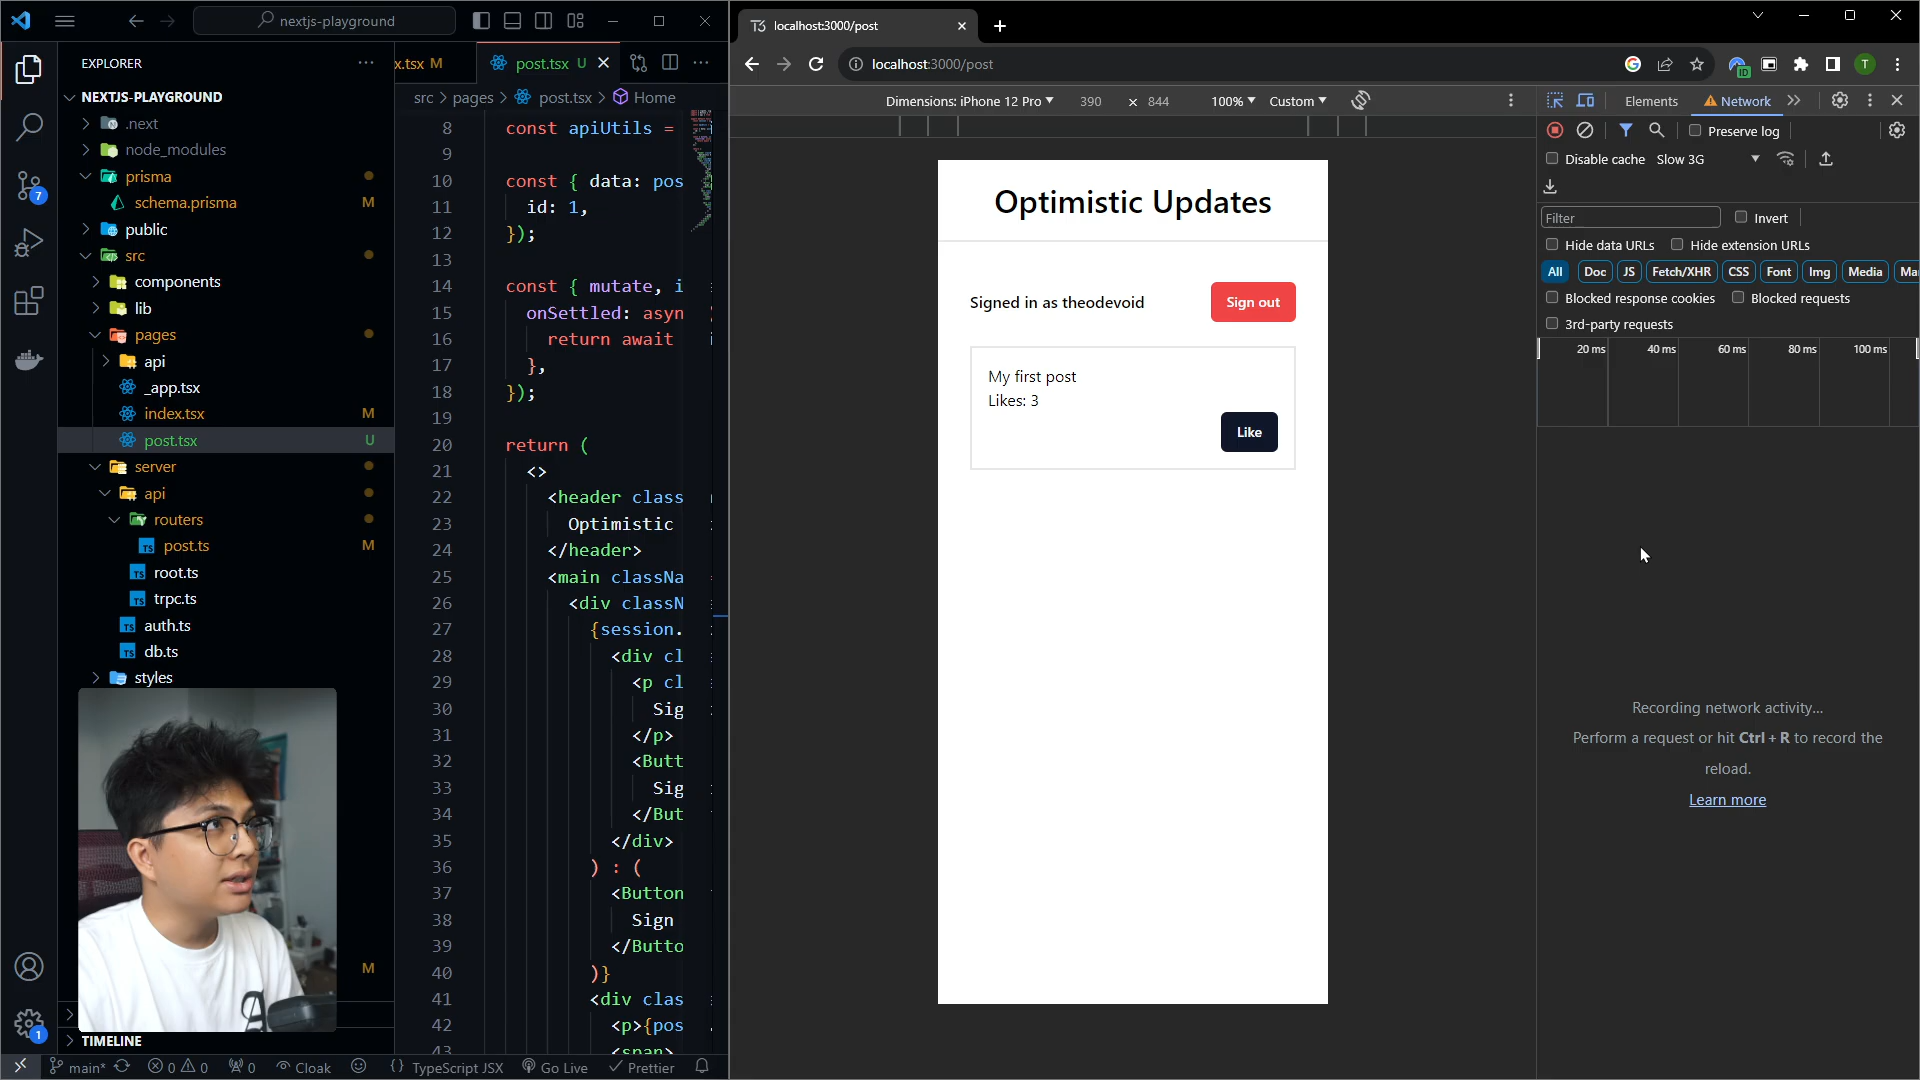 nextjs-playground
EXPLORER
NEXTJS-PLAYGROUND
.next
node_modules
prisma
schema.prisma M
public
src
components
lib
pages
api
_app.tsx
index.tsx M
post.tsx U
server
api
routers
post.ts M
root.ts
trpc.ts
auth.ts
db.ts
styles
M
TIMELINE
7
1
x.tsx M
post.tsx U
src > pages > post.tsx > Home
8 const apiUtils =
9
10 const { data: pos
11 id: 1,
12 });
13
14 const { mutate, i
15 onSettled: asyn
16 return await
17 },
18 });
19
20 return (
21 <>
22 <header class
23 Optimistic
24 </header>
25 <main classNa
26 <div classN
27 {session.
28 <div cl
29 <p cl
30 Sig
31 </p>
32 <Butt
33 Sig
34 </But
35 </div>
36 ) : (
37 <Button
38 Sign
39 </Butto
40 )}
41 <div clas
42 <p>{pos
43 <span>
main* 0 0 0 Cloak {} TypeScript JSX Go Live Prettier
T3 localhost:3000/post
localhost:3000/post
ID
T
Dimensions: iPhone 12 Pro 390 × 844 100% Custom
Optimistic Updates
Signed in as theodevoid
Sign out
My first post
Likes: 3
Like
Elements Network
Preserve log
Disable cache Slow 3G
Filter Invert
Hide data URLs Hide extension URLs
All Doc JS Fetch/XHR CSS Font Img Media Ma
Blocked response cookies Blocked requests
3rd-party requests
20 ms 40 ms 60 ms 80 ms 100 ms
Recording network activity...
Perform a request or hit Ctrl + R to record the
reload.
Learn more